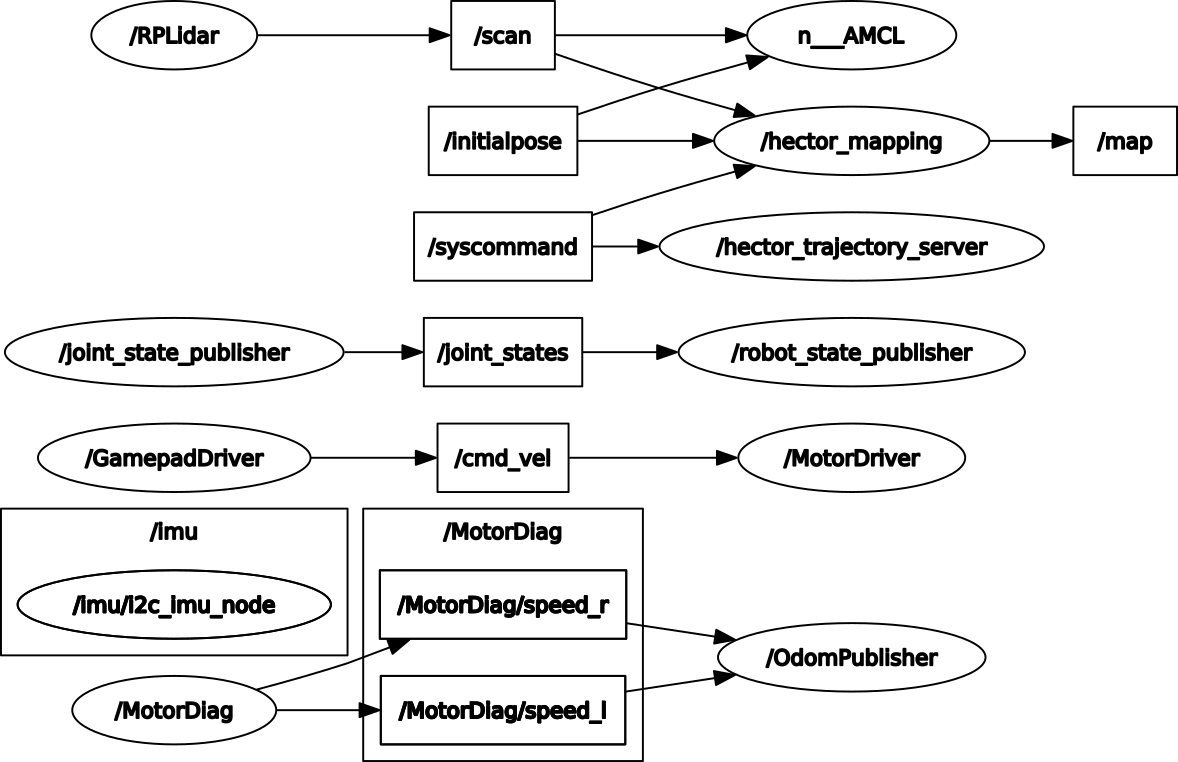 /RPLidar
/scan
n___AMCL
/initialpose
/hector_mapping
/map
/syscommand
/hector_trajectory_server
/joint_state_publisher
/joint_states
/robot_state_publisher
/GamepadDriver
/cmd_vel
/MotorDriver
/imu
/MotorDiag
/imu/i2c_imu_node
/MotorDiag/speed_r
/OdomPublisher
/MotorDiag
/MotorDiag/speed_l